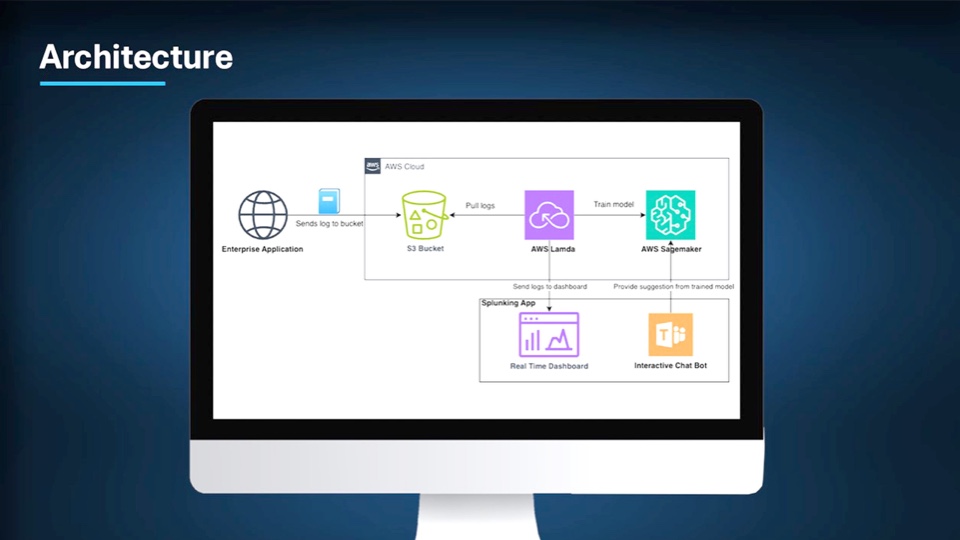 Architecture
aws
AWS Cloud
Sends log to bucket
Pull logs
Train model
Enterprise Application
S3 Bucket
AWS Lamda
AWS Sagemaker
Send logs to dashboard
Provide suggestion from trained model
Splunking App
T
Real Time Dashboard
Interactive Chat Bot